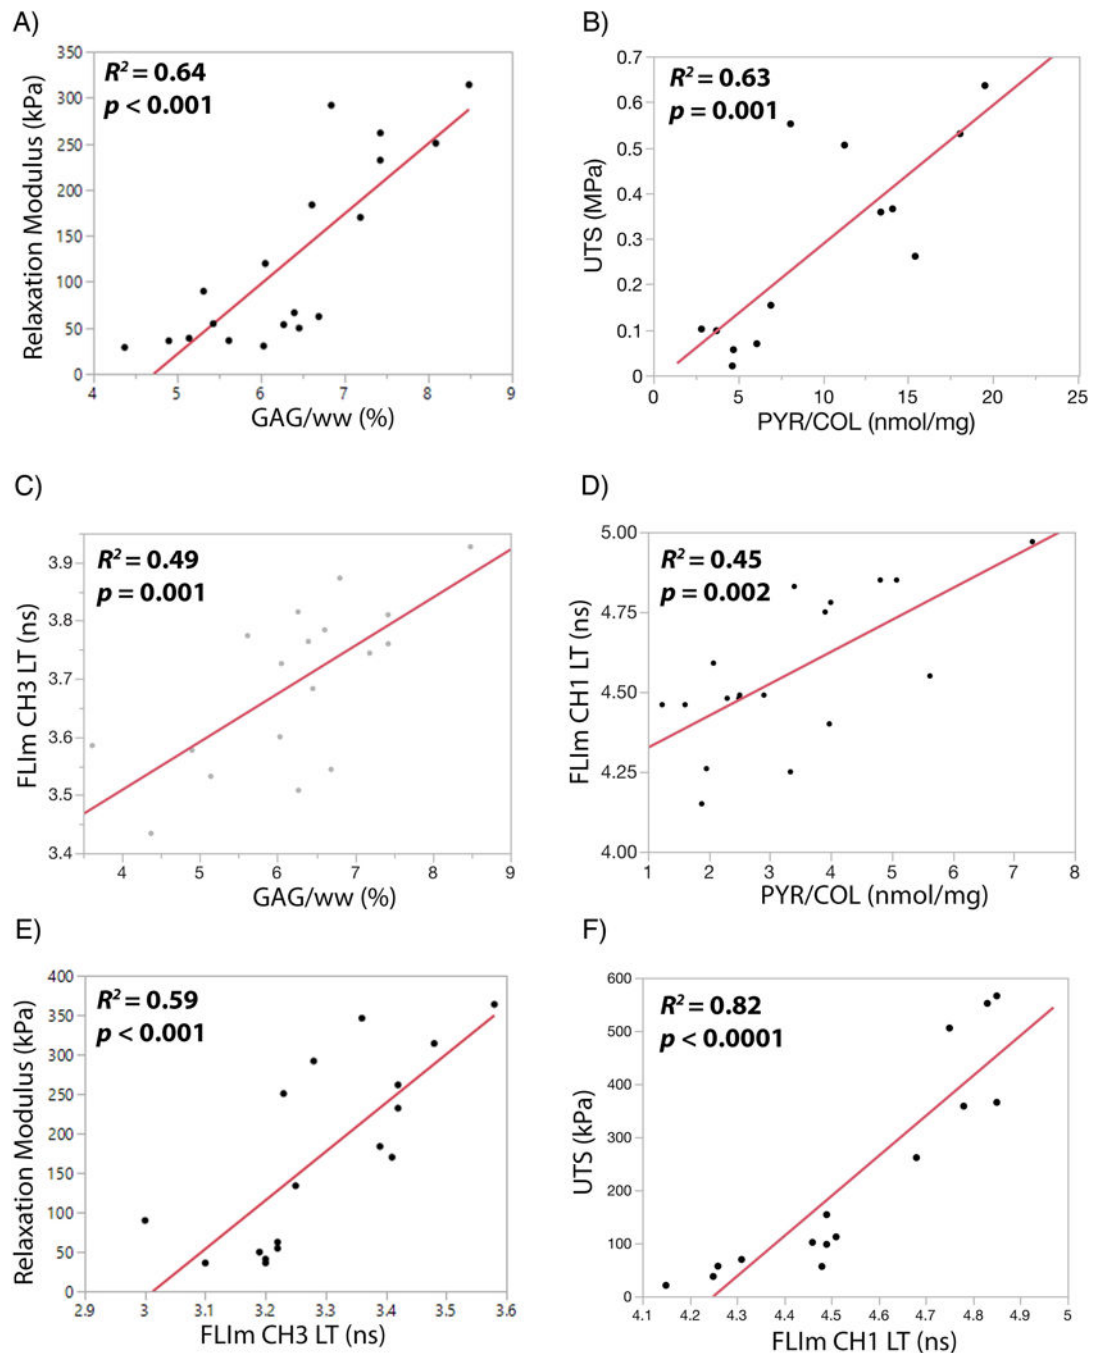 A)
R² = 0.64
p < 0.001
Relaxation Modulus (kPa)
350
300
250
200
150
100
50
0
4 5 6 7 8 9
GAG/ww (%)
B)
R² = 0.63
p = 0.001
UTS (MPa)
0.7
0.6
0.5
0.4
0.3
0.2
0.1
0
0 5 10 15 20 25
PYR/COL (nmol/mg)
C)
R² = 0.49
p = 0.001
FLIm CH3 LT (ns)
3.9
3.8
3.7
3.6
3.5
3.4
4 5 6 7 8 9
GAG/ww (%)
D)
R² = 0.45
p = 0.002
FLIm CH1 LT (ns)
5.00
4.75
4.50
4.25
4.00
1 2 3 4 5 6 7 8
PYR/COL (nmol/mg)
E)
R² = 0.59
p < 0.001
Relaxation Modulus (kPa)
400
350
300
250
200
150
100
50
0
2.9 3 3.1 3.2 3.3 3.4 3.5 3.6
FLIm CH3 LT (ns)
F)
R² = 0.82
p < 0.0001
UTS (kPa)
600
500
400
300
200
100
0
4.1 4.2 4.3 4.4 4.5 4.6 4.7 4.8 4.9 5
FLIm CH1 LT (ns)